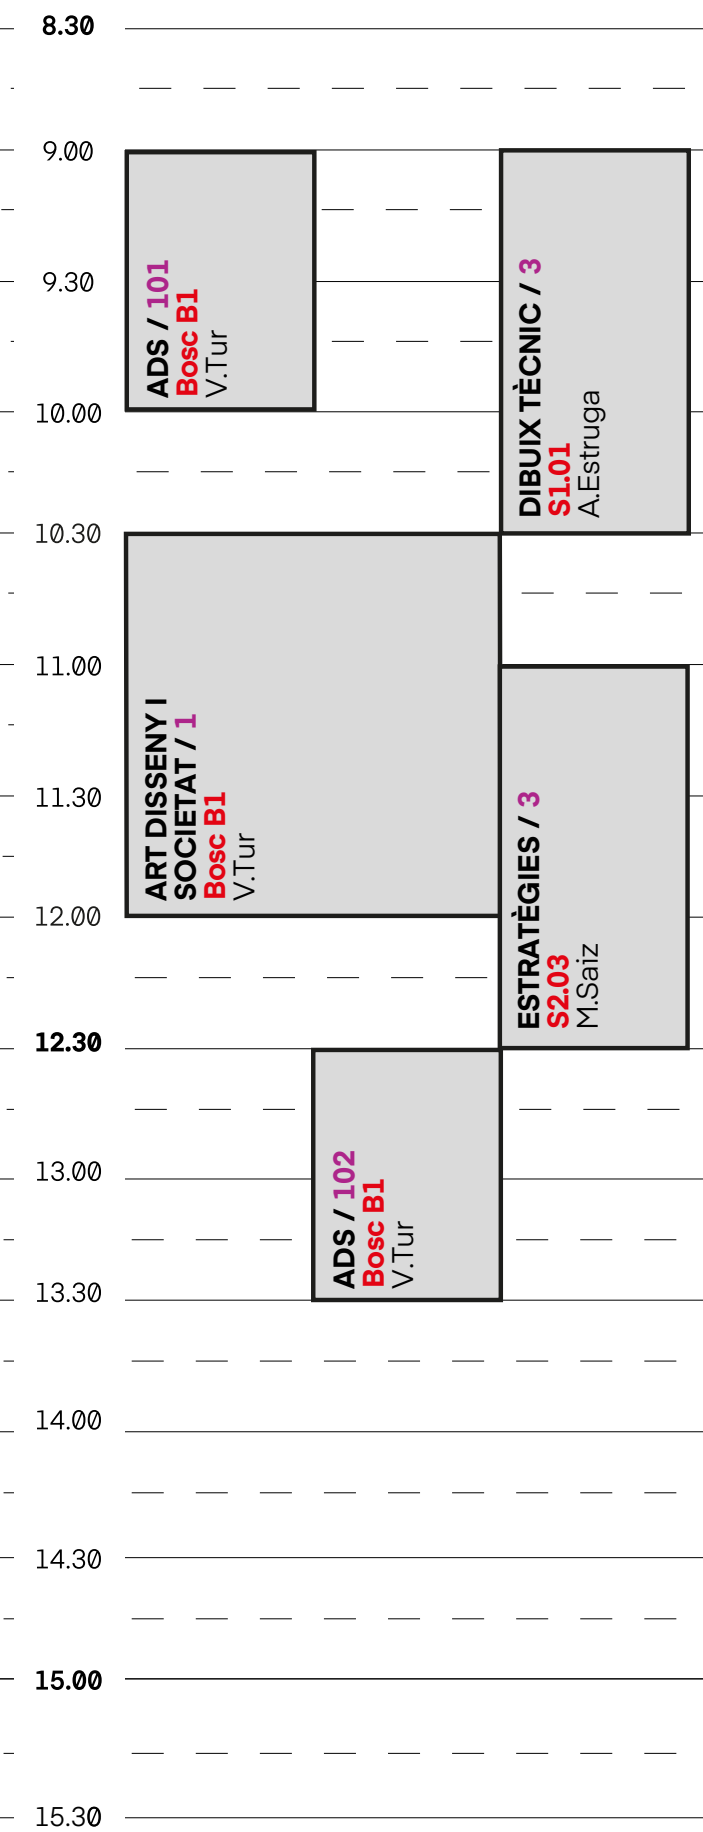 8.30
9.00
9.30
10.00
10.30
11.00
11.30
12.00
12.30
13.00
13.30
14.00
14.30
15.00
15.30
ADS / 101
Bosc B1
V.Tur
DIBUIX TÈCNIC / 3
S1.01
A.Estruga
ART DISSENY I
SOCIETAT / 1
Bosc B1
V.Tur
ESTRATÈGIES / 3
S2.03
M.Saiz
ADS / 102
Bosc B1
V.Tur